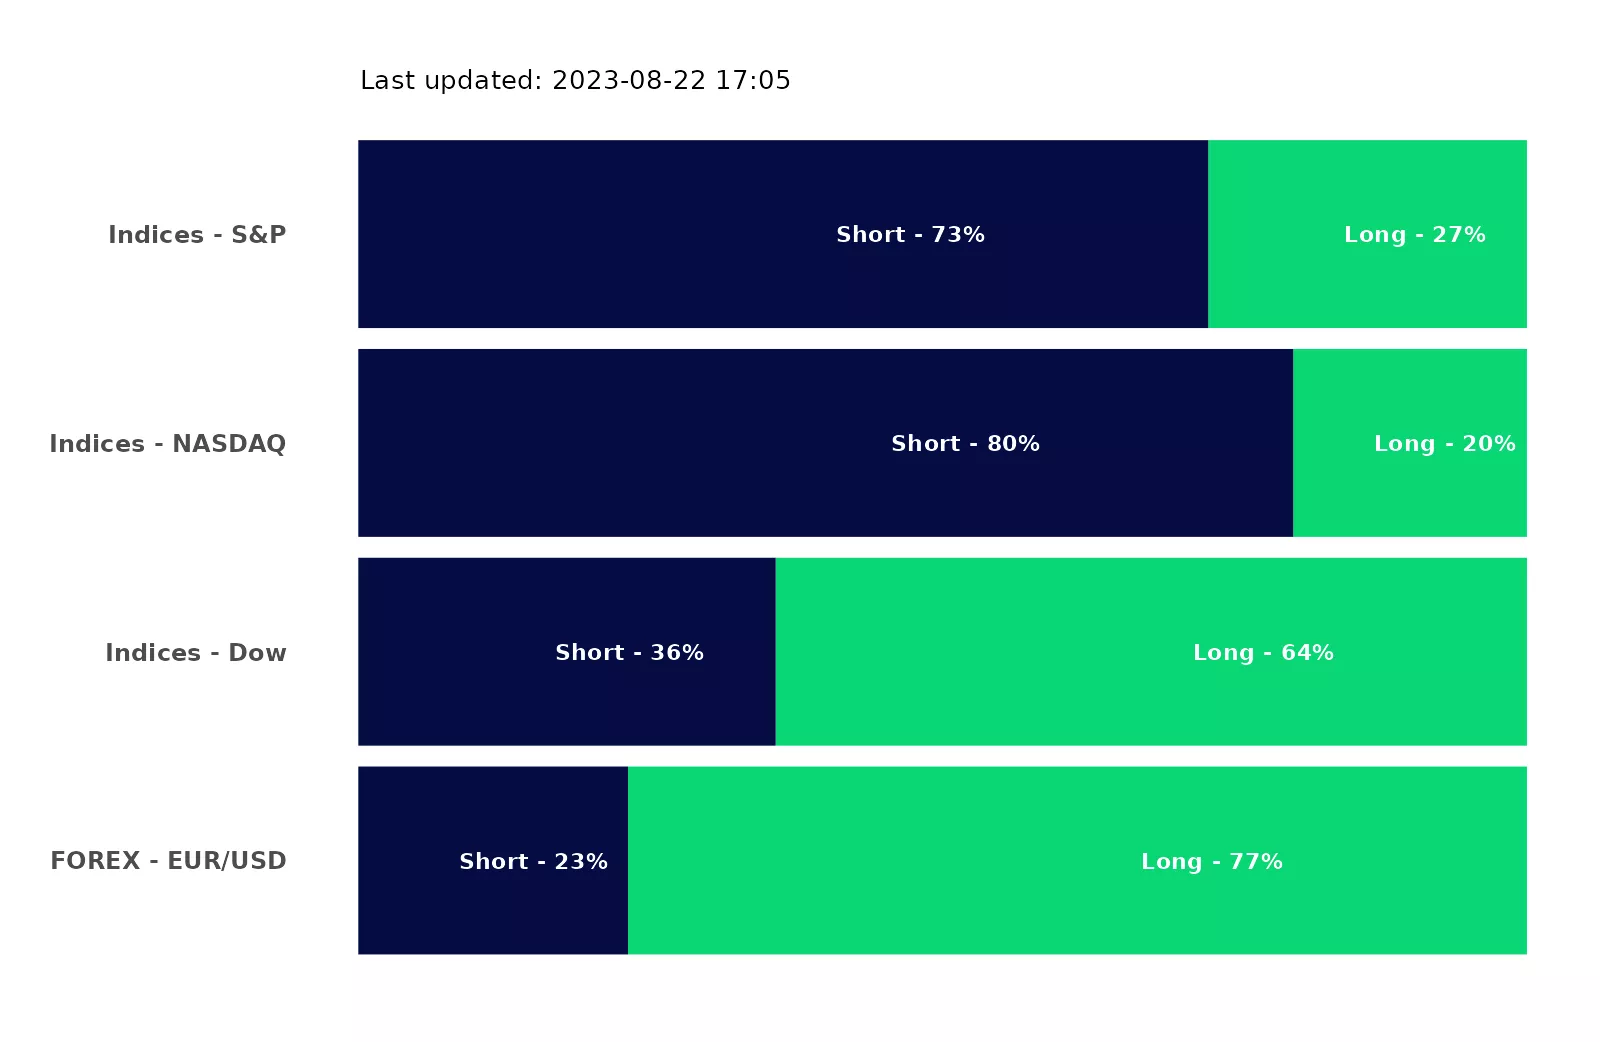 Last updated: 2023-08-22 17:05
Indices - S&P
Short - 73%
Long - 27%
Indices - NASDAQ
Short - 80%
Long - 20%
Indices - Dow
Short - 36%
Long - 64%
FOREX - EUR/USD
Short - 23%
Long - 77%